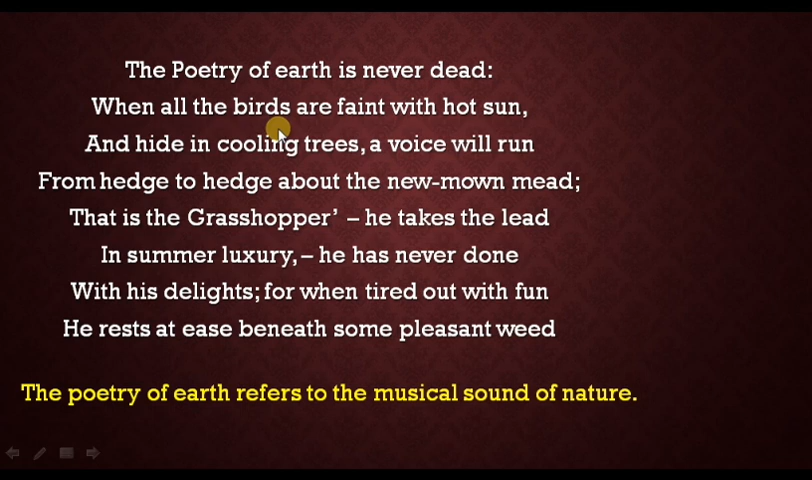 The Poetry of earth is never dead:
When all the birds are faint with hot sun,
And hide in cooling trees, a voice will run
From hedge to hedge about the new-mown mead;
That is the Grasshopper’ – he takes the lead
In summer luxury, – he has never done
With his delights; for when tired out with fun
He rests at ease beneath some pleasant weed
The poetry of earth refers to the musical sound of nature.